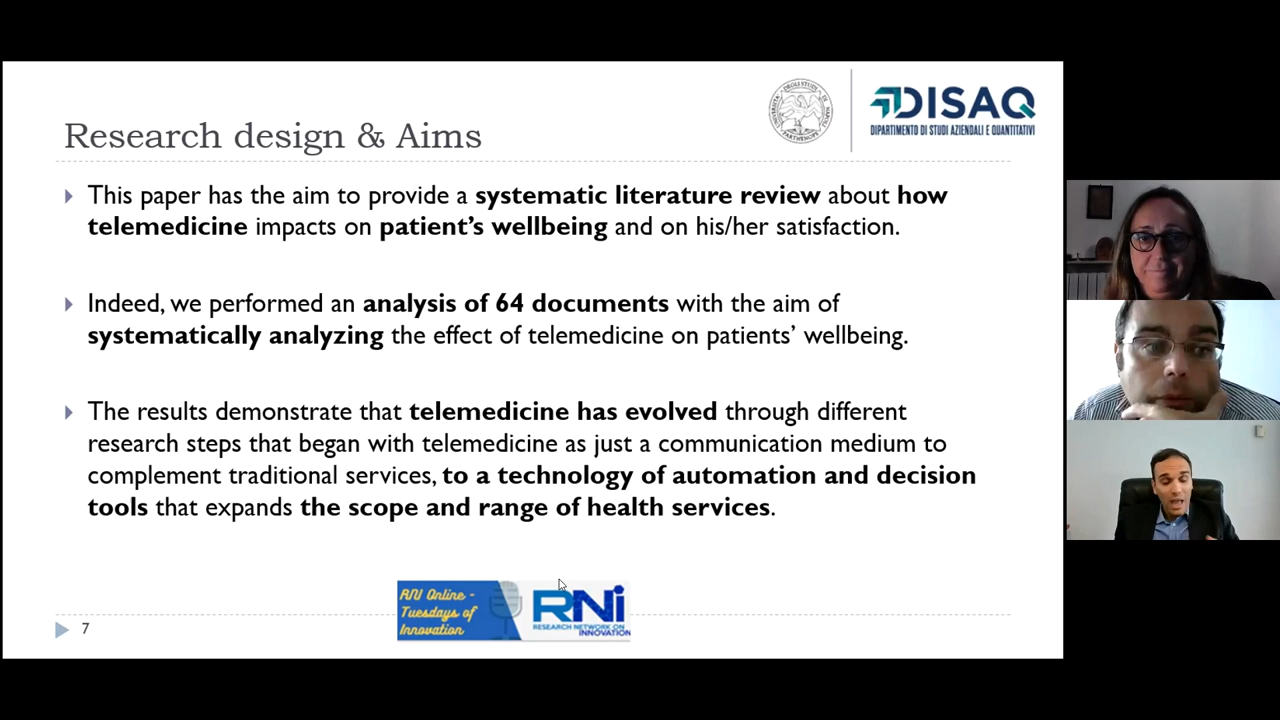 DISAQ
DIPARTIMENTO DI STUDI AZIENDALI E QUANTITATIVI
Research design & Aims
This paper has the aim to provide a systematic literature review about how
telemedicine impacts on patient’s wellbeing and on his/her satisfaction.
Indeed, we performed an analysis of 64 documents with the aim of
systematically analyzing the effect of telemedicine on patients’ wellbeing.
The results demonstrate that telemedicine has evolved through different
research steps that began with telemedicine as just a communication medium to
complement traditional services, to a technology of automation and decision
tools that expands the scope and range of health services.
RNI Online -
Tuesdays of
Innovation
RNi
RESEARCH NETWORK ON
INNOVATION
7